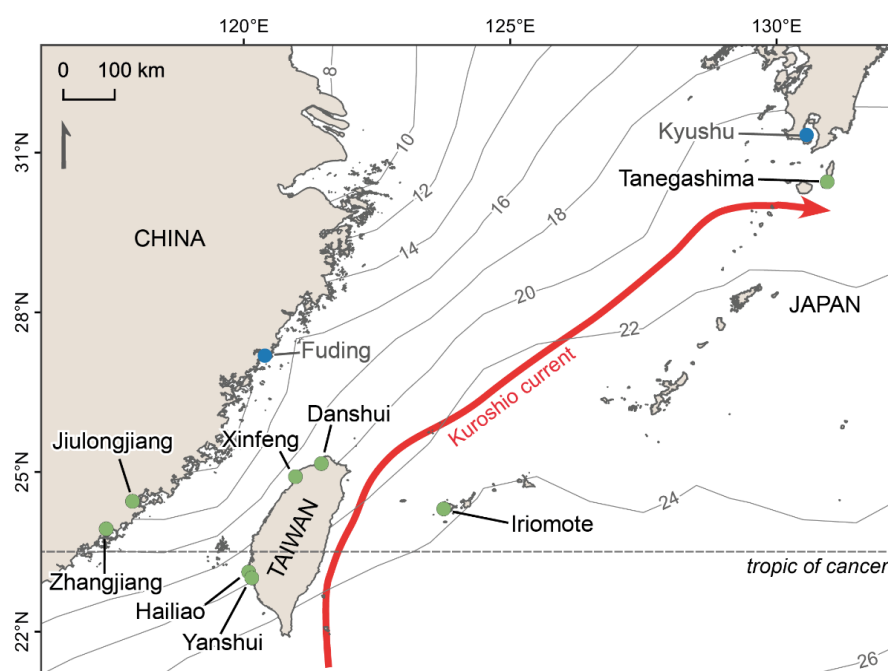 120°E
125°E
130°E
0 100 km
8
10
12
14
16
18
20
22
24
26
31°N
28°N
25°N
22°N
Kyushu
Tanegashima
CHINA
JAPAN
Fuding
Kuroshio current
Danshui
Xinfeng
Jiulongjiang
TAIWAN
Iriomote
tropic of cancer
Zhangjiang
Hailiao
Yanshui